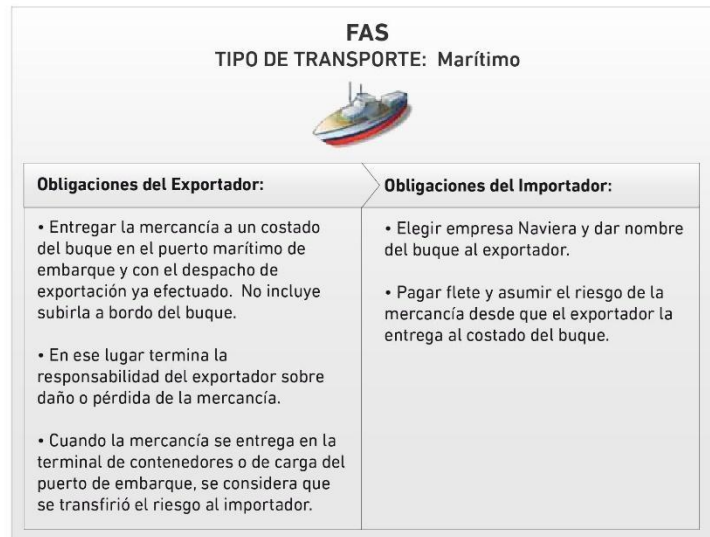 FAS
TIPO DE TRANSPORTE: Marítimo
Obligaciones del Exportador:
• Entregar la mercancía a un costado
del buque en el puerto marítimo de
embarque y con el despacho de
exportación ya efectuado. No incluye
subirla a bordo del buque.
• En ese lugar termina la
responsabilidad del exportador sobre
daño o pérdida de la mercancía.
• Cuando la mercancía se entrega en la
terminal de contenedores o de carga del
puerto de embarque, se considera que
se transfirió el riesgo al importador.
Obligaciones del Importador:
• Elegir empresa Naviera y dar nombre
del buque al exportador.
• Pagar flete y asumir el riesgo de la
mercancía desde que el exportador la
entrega al costado del buque.